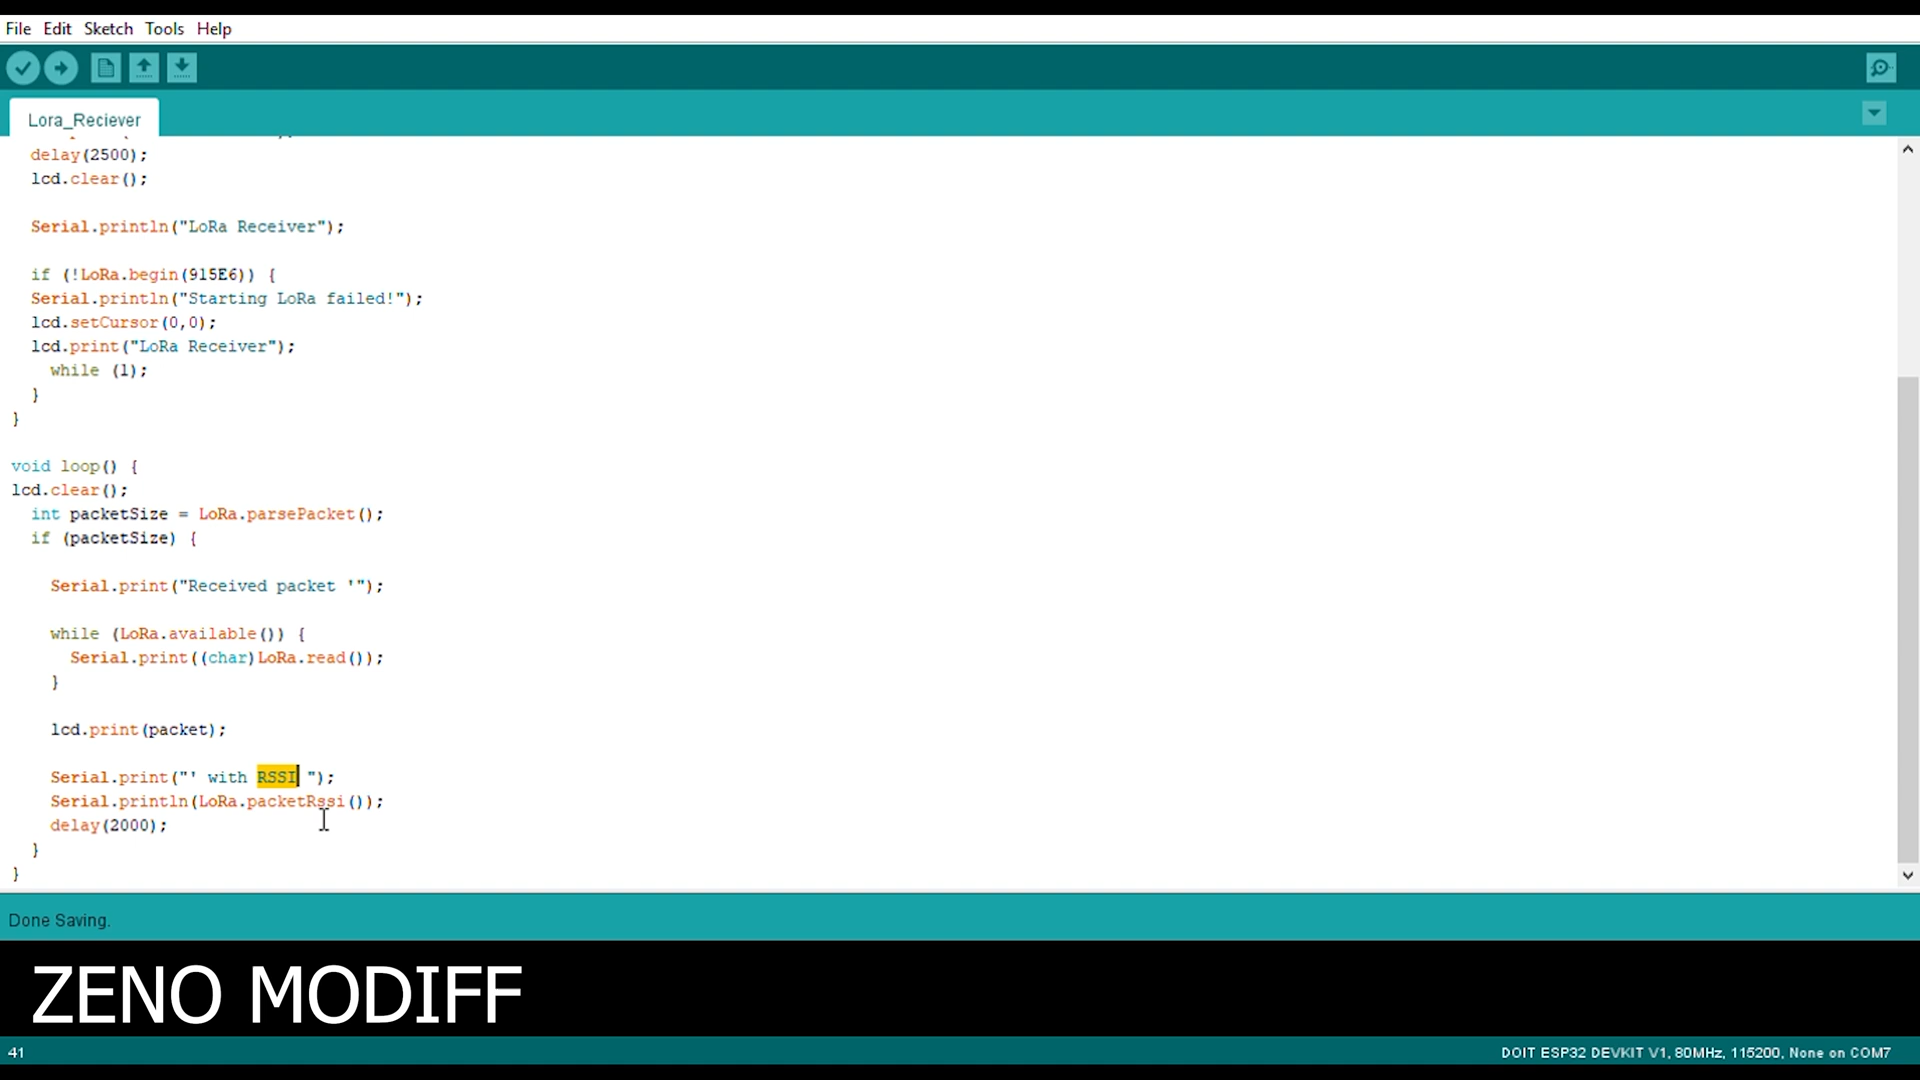 File Edit Sketch Tools Help
Lora_Reciever
delay(2500);
lcd.clear();
Serial.println("LoRa Receiver");
if (!LoRa.begin(915E6)) {
Serial.println("Starting LoRa failed!");
lcd.setCursor(0,0);
lcd.print("LoRa Receiver");
while (1);
}
}
void loop() {
lcd.clear();
int packetSize = LoRa.parsePacket();
if (packetSize) {
Serial.print("Received packet '");
while (LoRa.available()) {
Serial.print((char)LoRa.read());
}
lcd.print(packet);
Serial.print("' with RSSI ");
Serial.println(LoRa.packetRssi());
delay(2000);
}
}
Done Saving.
ZENO MODIFF
41 DOIT ESP32 DEVKIT V1, 80MHz, 115200, None on COM7